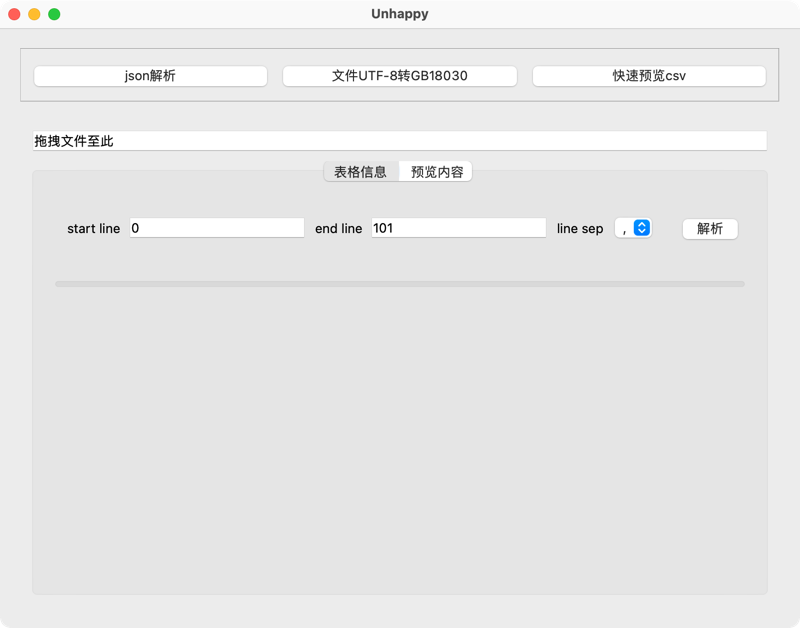 Unhappy
json解析 文件UTF-8转GB18030 快速预览csv
拖拽文件至此
表格信息 预览内容
start line 0 end line 101 line sep , 解析